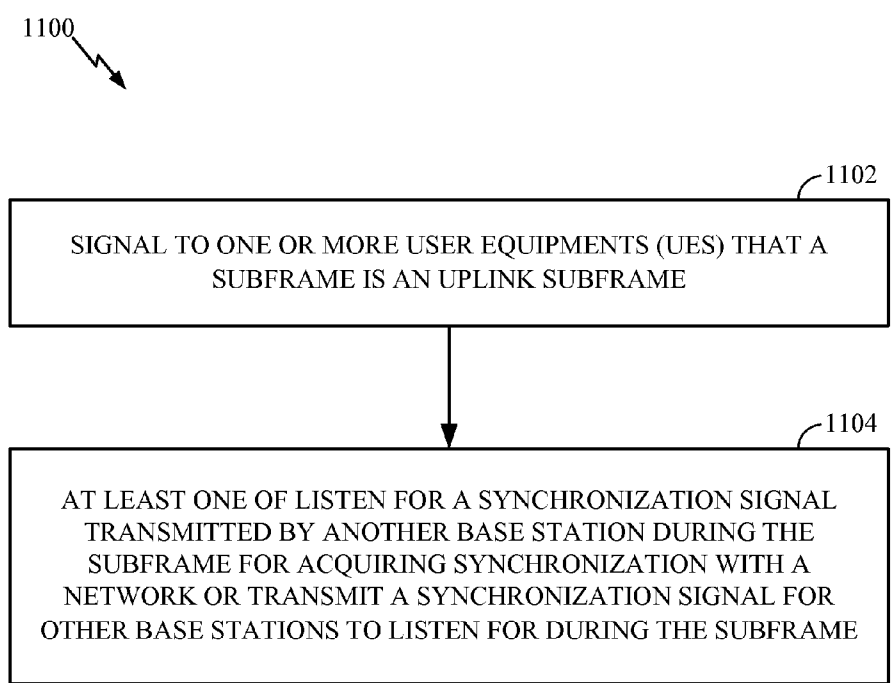 1100
1102
SIGNAL TO ONE OR MORE USER EQUIPMENTS (UES) THAT A
SUBFRAME IS AN UPLINK SUBFRAME
1104
AT LEAST ONE OF LISTEN FOR A SYNCHRONIZATION SIGNAL
TRANSMITTED BY ANOTHER BASE STATION DURING THE
SUBFRAME FOR ACQUIRING SYNCHRONIZATION WITH A
NETWORK OR TRANSMIT A SYNCHRONIZATION SIGNAL FOR
OTHER BASE STATIONS TO LISTEN FOR DURING THE SUBFRAME